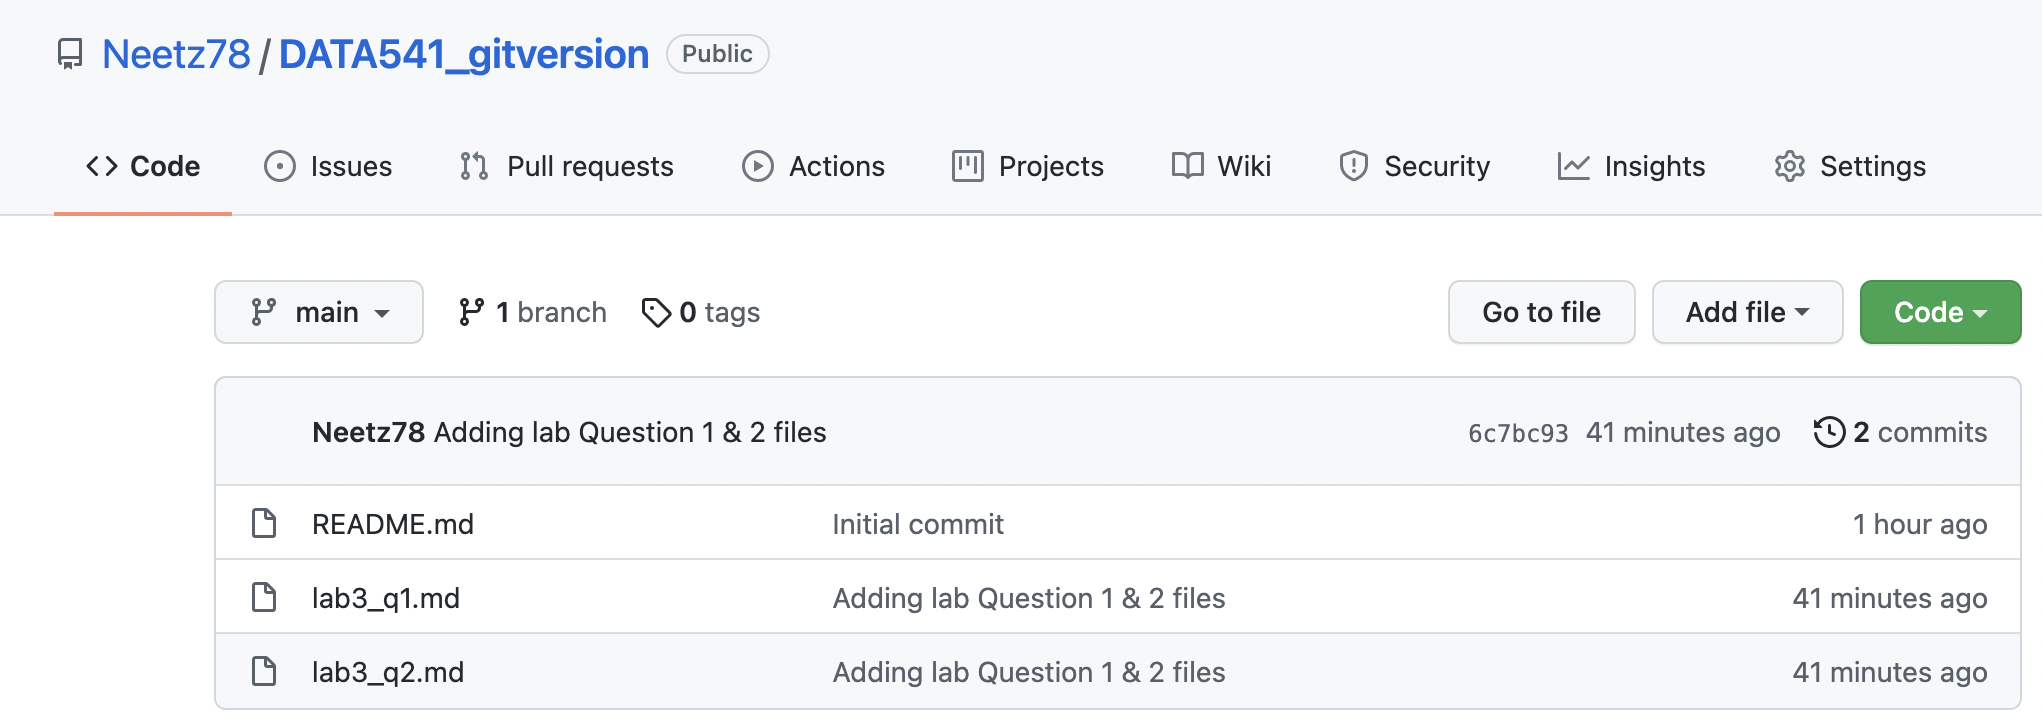 Neetz78 / DATA541_gitversion Public
Code Issues Pull requests Actions Projects Wiki Security Insights Settings
main 1 branch 0 tags Go to file Add file Code
Neetz78 Adding lab Question 1 & 2 files 6c7bc93 41 minutes ago 2 commits
README.md Initial commit 1 hour ago
lab3_q1.md Adding lab Question 1 & 2 files 41 minutes ago
lab3_q2.md Adding lab Question 1 & 2 files 41 minutes ago